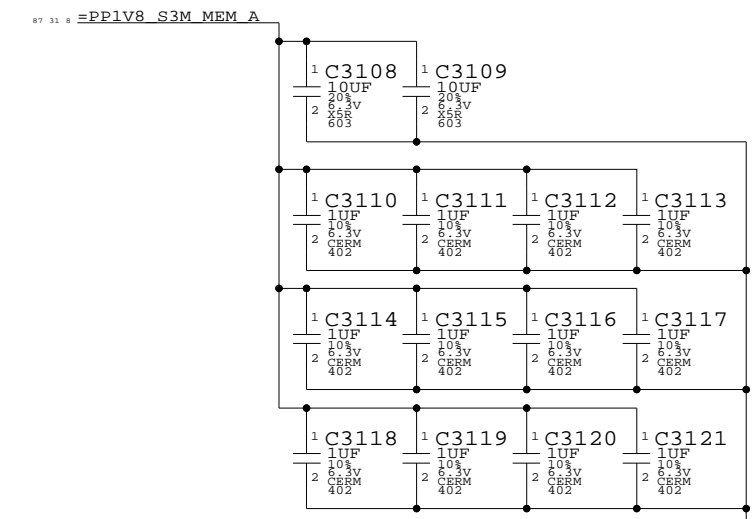 87 31 8 =PP1V8_S3M_MEM_A
1 C3108 1 C3109
10UF 10UF
20% 20%
6.3V 6.3V
2 X5R 2 X5R
603 603
1 C3110 1 C3111 1 C3112 1 C3113
1UF 1UF 1UF 1UF
10% 10% 10% 10%
6.3V 6.3V 6.3V 6.3V
2 CERM 2 CERM 2 CERM 2 CERM
402 402 402 402
1 C3114 1 C3115 1 C3116 1 C3117
1UF 1UF 1UF 1UF
10% 10% 10% 10%
6.3V 6.3V 6.3V 6.3V
2 CERM 2 CERM 2 CERM 2 CERM
402 402 402 402
1 C3118 1 C3119 1 C3120 1 C3121
1UF 1UF 1UF 1UF
10% 10% 10% 10%
6.3V 6.3V 6.3V 6.3V
2 CERM 2 CERM 2 CERM 2 CERM
402 402 402 402